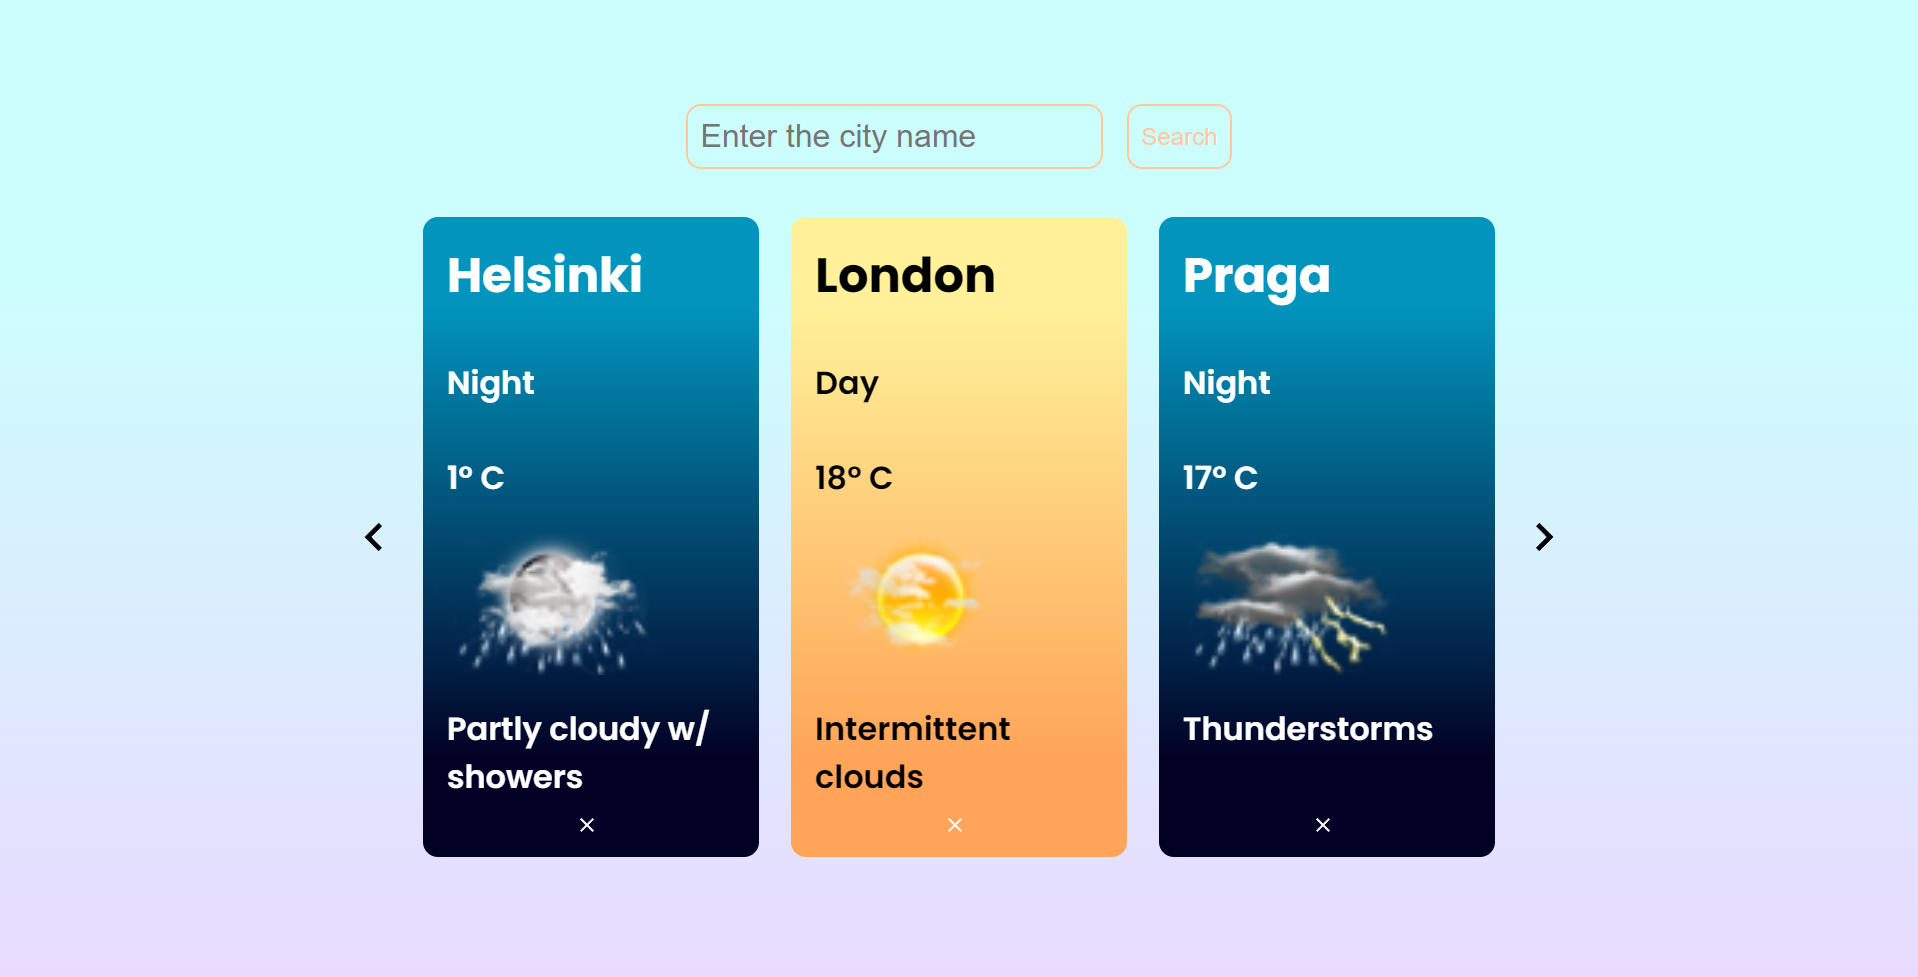 Enter the city name
Search
Helsinki
Night
1° C
Partly cloudy w/
showers
London
Day
18° C
Intermittent
clouds
Praga
Night
17° C
Thunderstorms